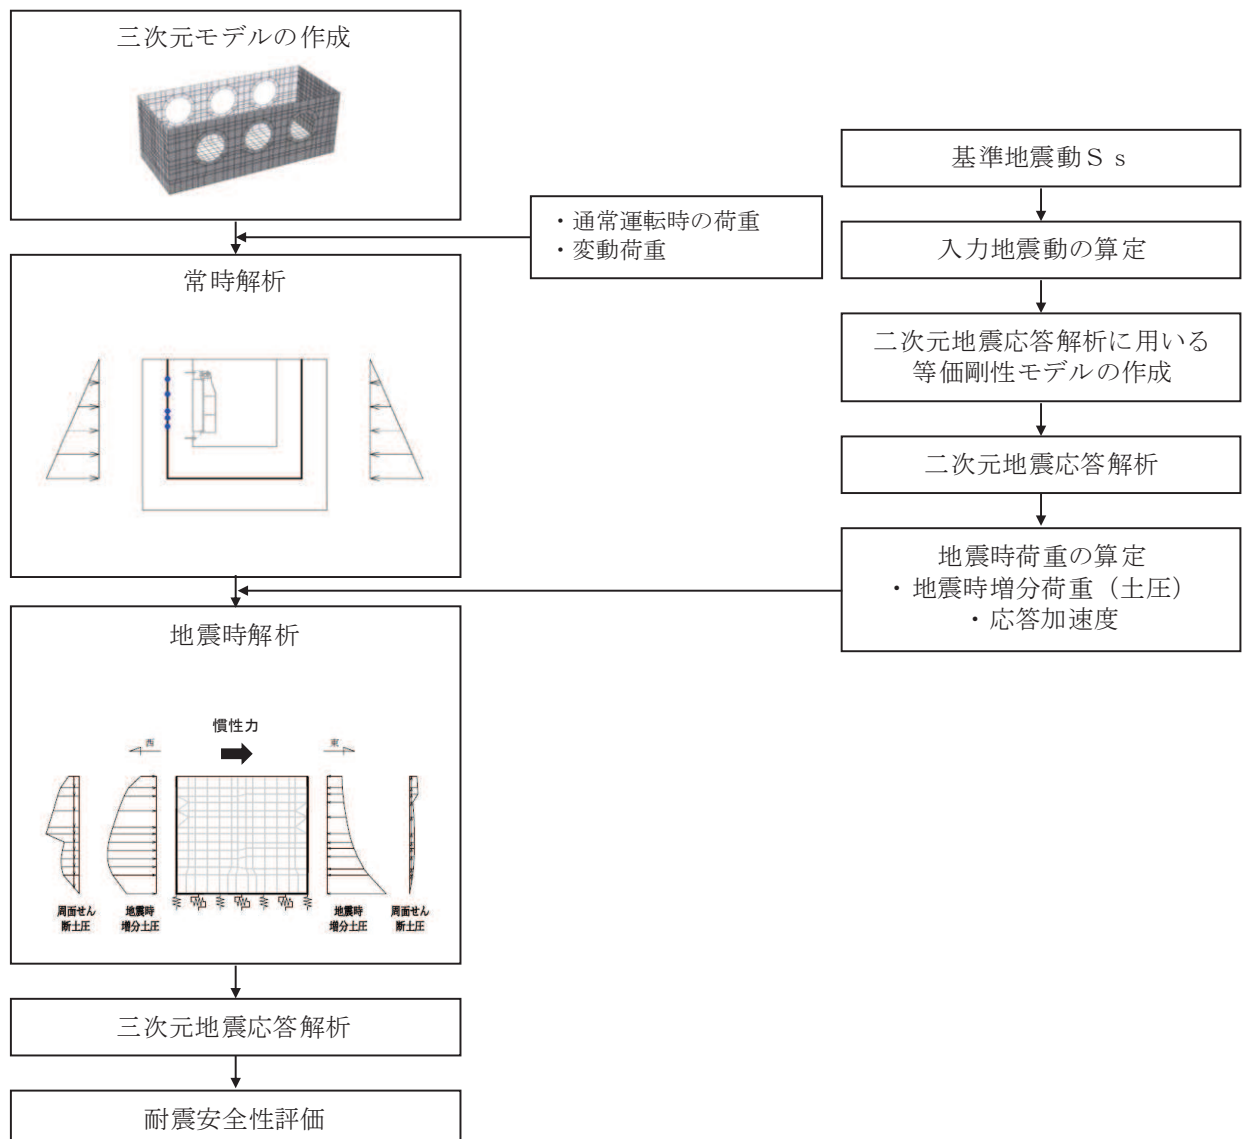 三次元モデルの作成
・通常運転時の荷重
・変動荷重
常時解析
基準地震動Ｓｓ
入力地震動の算定
二次元地震応答解析に用いる
等価剛性モデルの作成
二次元地震応答解析
地震時荷重の算定
・地震時増分荷重（土圧）
・応答加速度
地震時解析
慣性力
西
東
周面せん
断土圧
地震時
増分土圧
地震時
増分土圧
周面せん
断土圧
三次元地震応答解析
耐震安全性評価